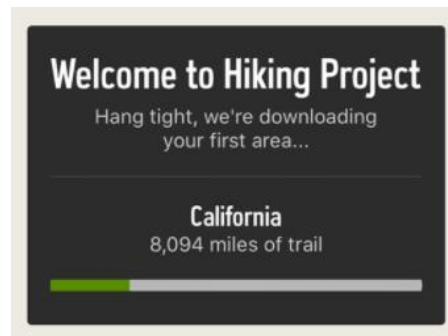 Welcome to Hiking Project
Hang tight, we're downloading
your first area...
California
8,094 miles of trail